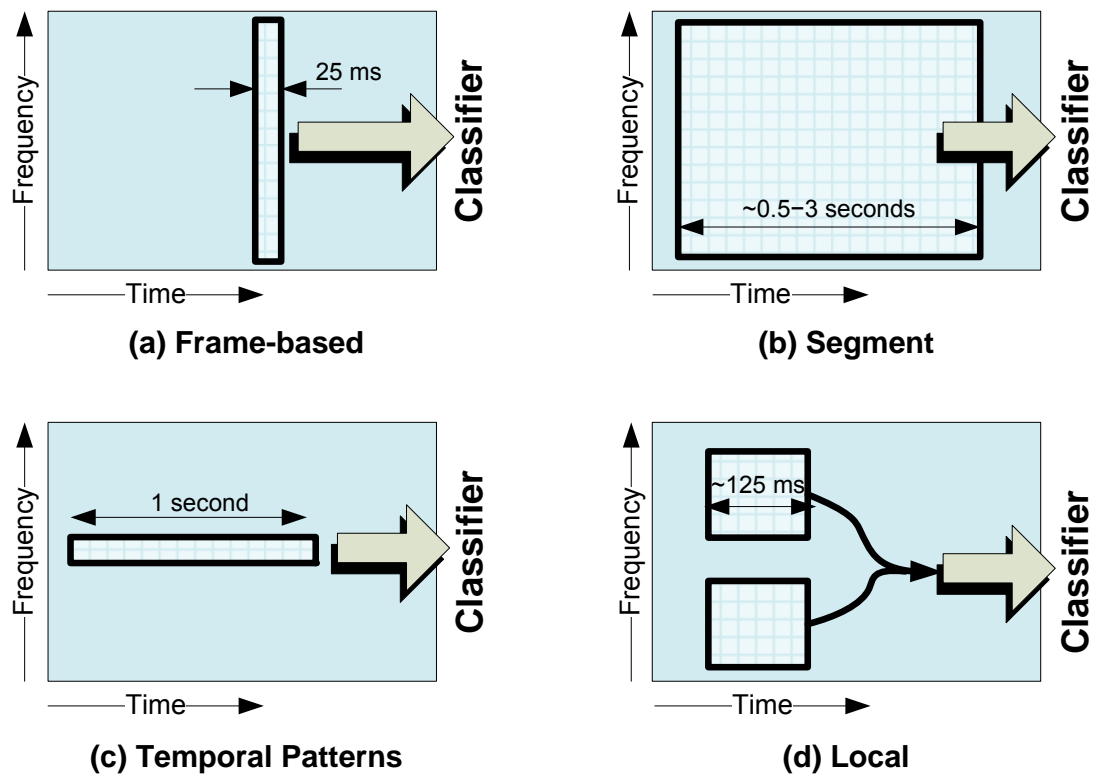 Frequency
25 ms
Classifier
Time
(a) Frame-based
Frequency
~0.5−3 seconds
Classifier
Time
(b) Segment
Frequency
1 second
Classifier
Time
(c) Temporal Patterns
Frequency
~125 ms
Classifier
Time
(d) Local